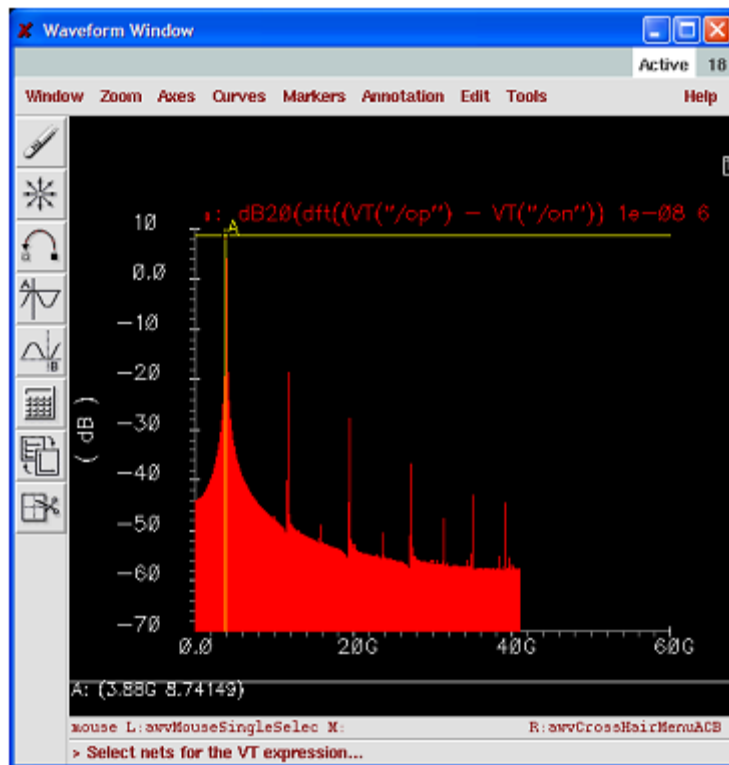 Waveform Window
Active 18
Window Zoom Axes Curves Markers Annotation Edit Tools Help
: dB20(dft((VT("/op") - VT("/on")) 1e-08 6
A
10
0.0
-10
-20
-30
-40
-50
-60
-70
( dB )
0.0 20G 40G 60G
A: (3.88G 8.74149)
mouse L:awvMouseSingleSelec M: R:awvCrossHairMenuACB
> Select nets for the VT expression...